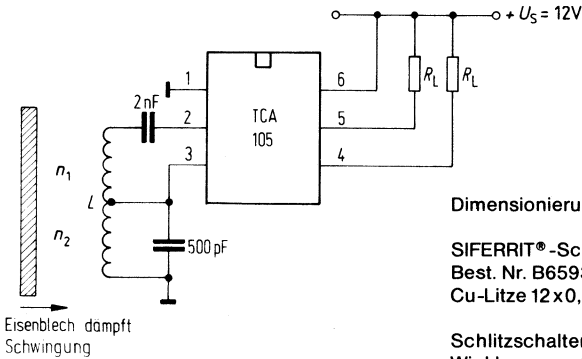 + U_S = 12V
1
6
R_L
R_L
2nF
TCA
105
2
5
3
4
n_1
L
n_2
500 pF
Dimensionieru
SIFERRIT®-Sc
Best. Nr. B659
Cu-Litze 12x0,
Schlitzschalter
Eisenblech dämpft
Schwingung